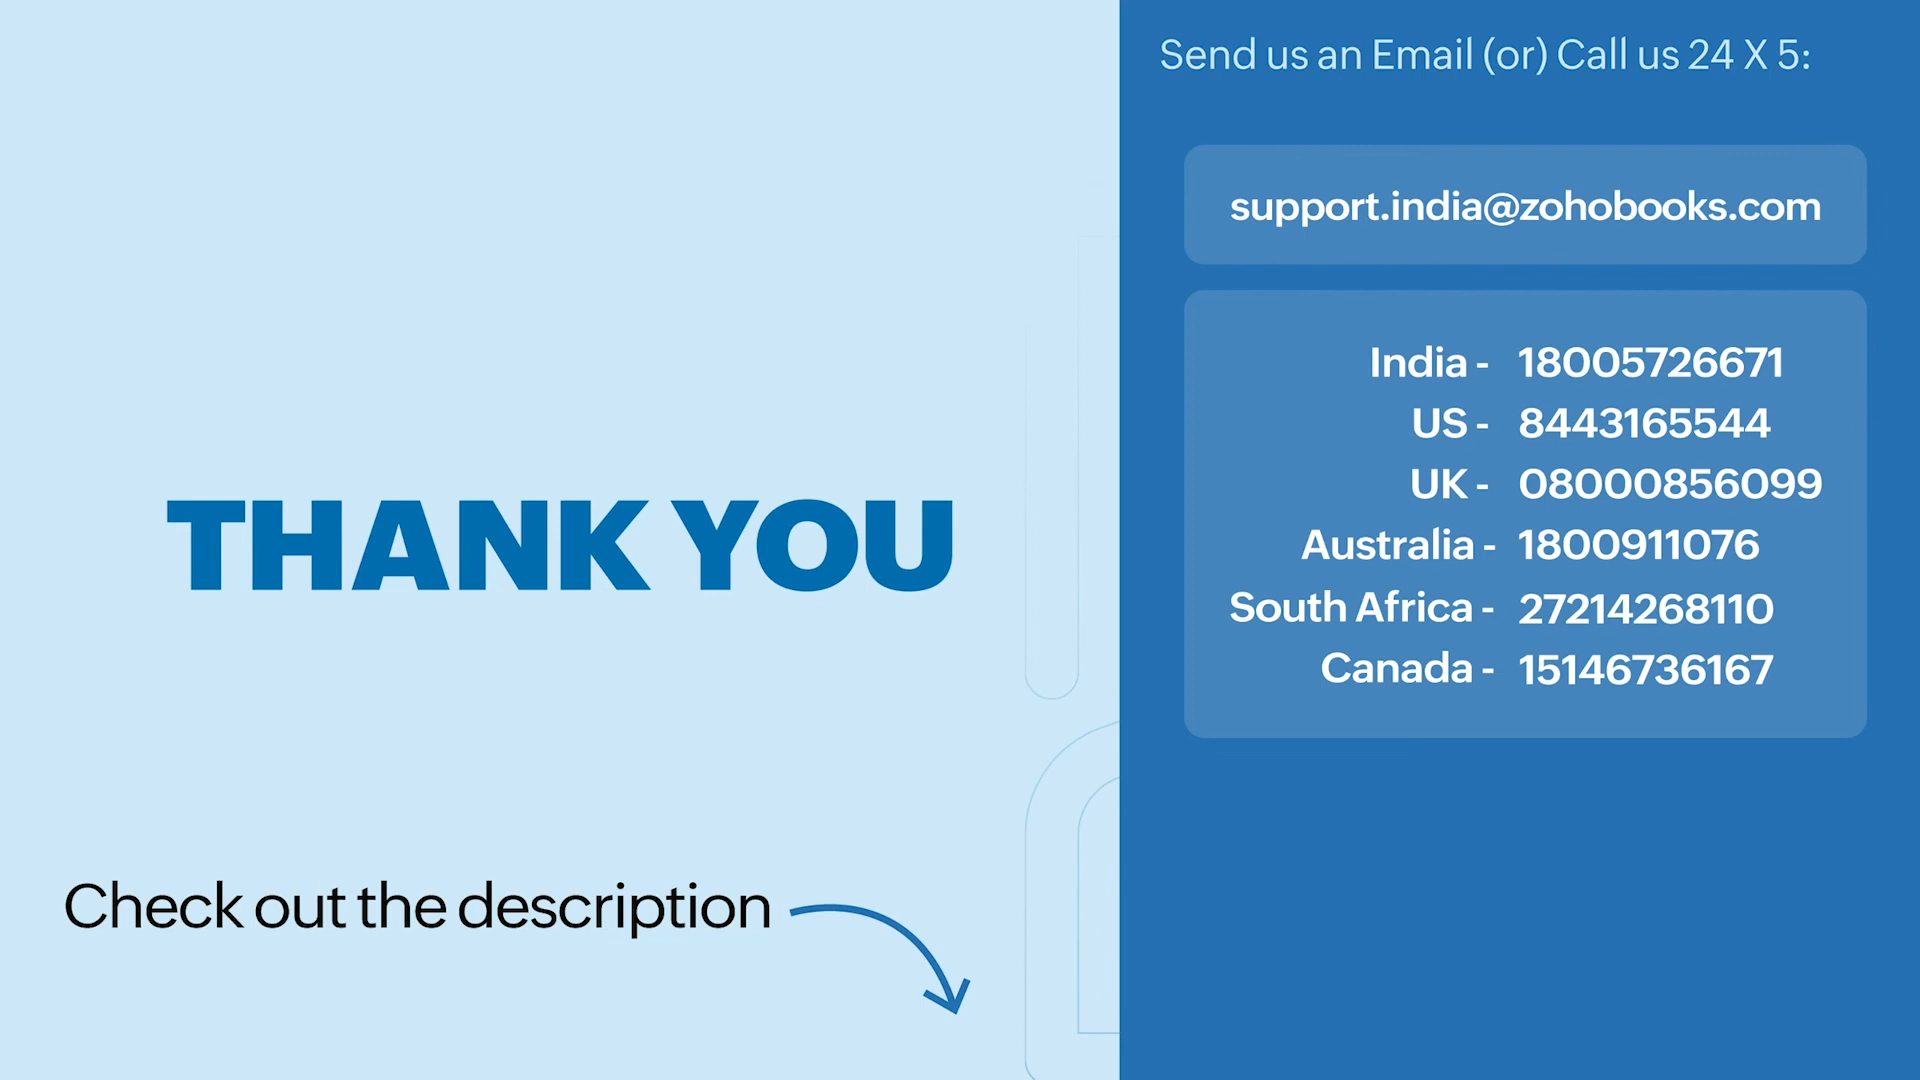 THANK YOU
Check out the description
Send us an Email (or) Call us 24 X 5:
support.india@zohobooks.com
India - 18005726671
US - 8443165544
UK - 08000856099
Australia - 1800911076
South Africa - 27214268110
Canada - 15146736167